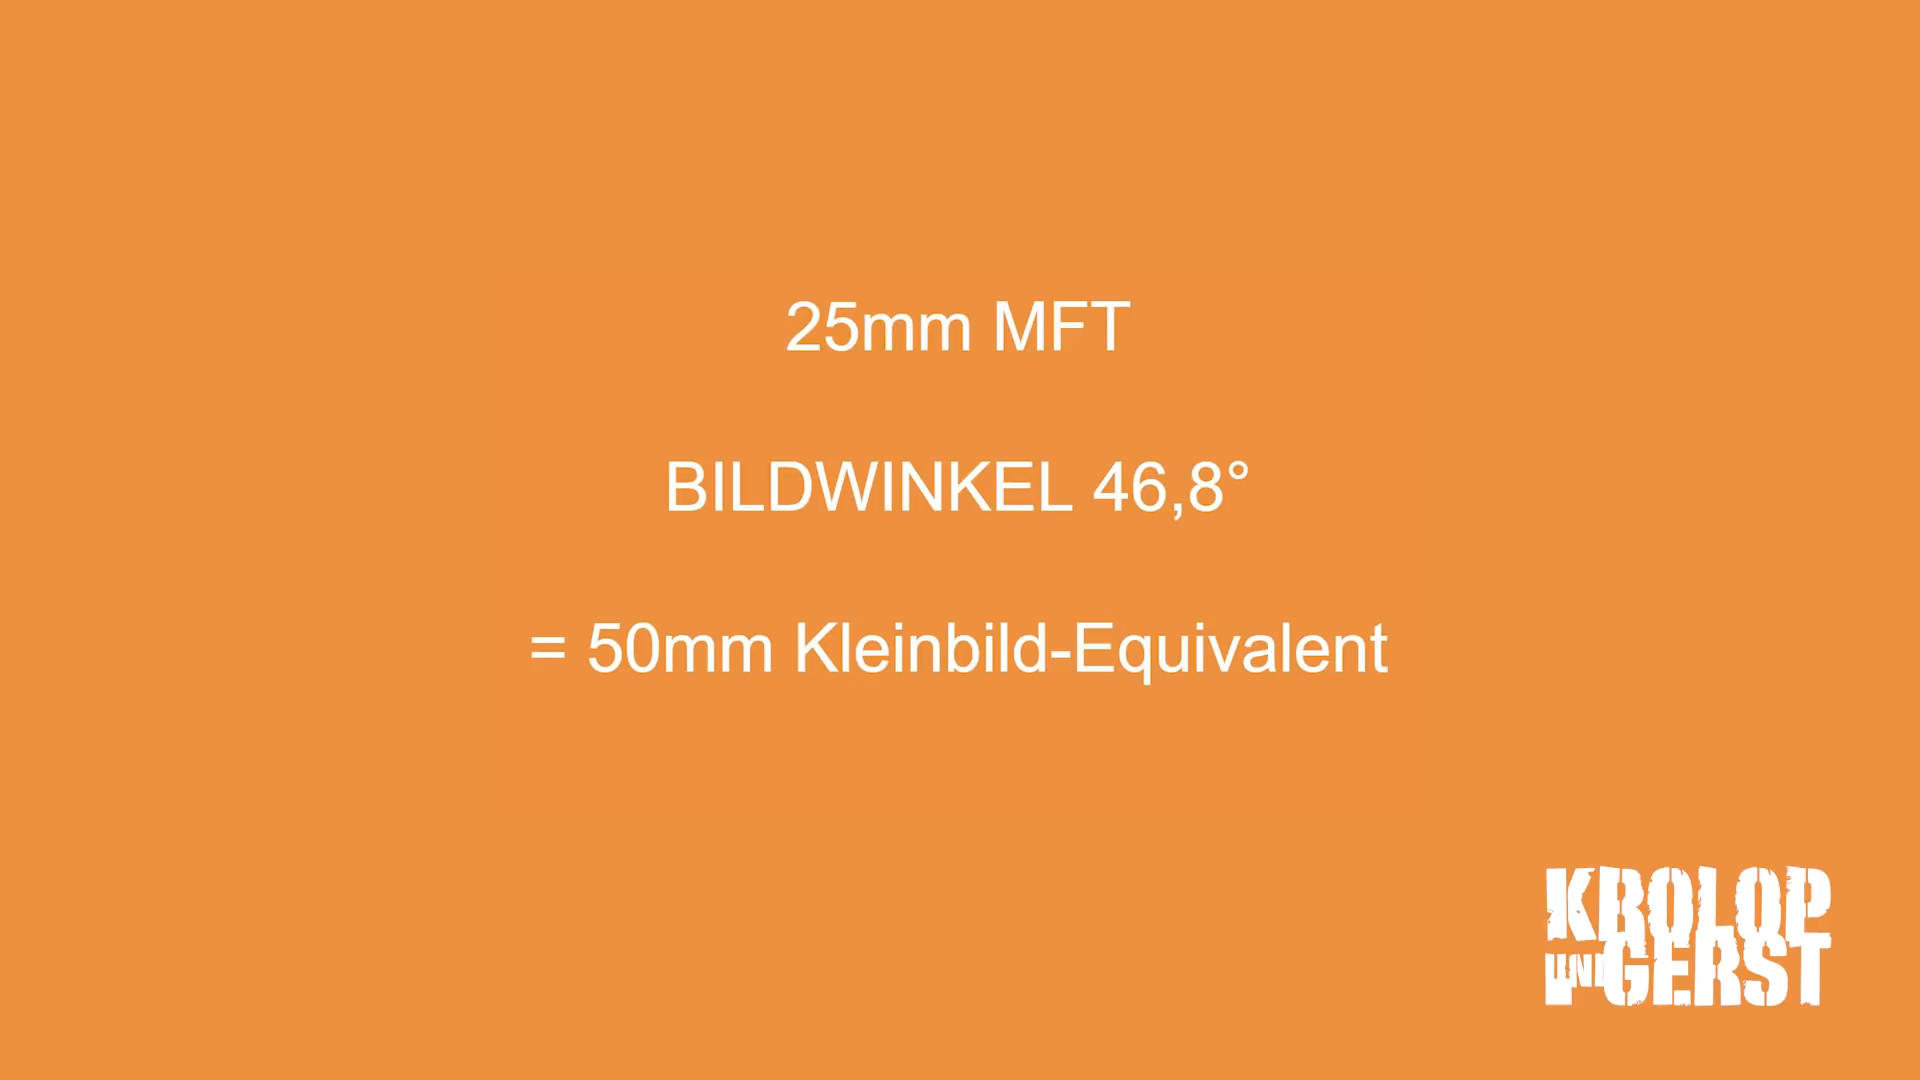 25mm MFT
BILDWINKEL 46,8°
= 50mm Kleinbild-Equivalent
KROLOP
UND GERST